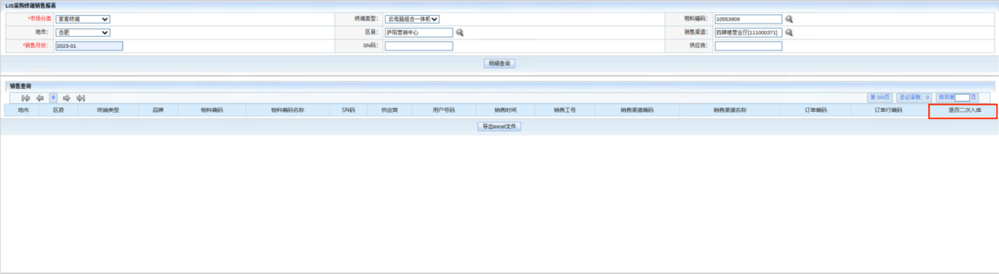 LIS采购终端销售报表
*市场分类 家客终端 终端类型： 云电脑组合一体机 物料编码： 10553909
地市： 合肥 区县： 庐阳营销中心 销售渠道： 四牌楼营业厅[111000371]
*销售月份： 2023-01 SN码： 供应商：
明细查询
销售查询
0 第 0/0页 总记录数： 0 转到第 页
地市 区县 终端类型 品牌 物料编码 物料编码名称 SN码 供应商 用户号码 销售时间 销售工号 销售渠道编码 销售渠道名称 订单编码 订单行编码 是否二次入库
导出excel文件